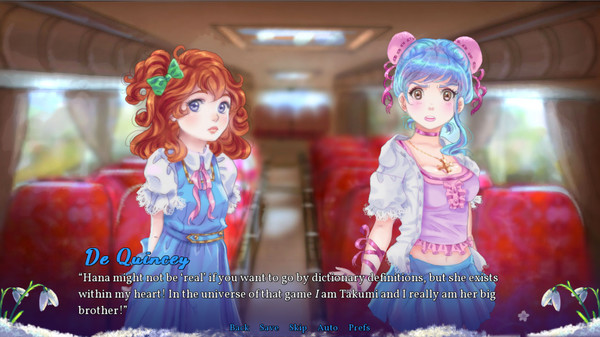 De Quincey
"Hana might not be 'real' if you want to go by dictionary definitions, but she exists
within my heart! In the universe of that game I am Takumi and I really am her big
brother!"
Back Save Skip Auto Prefs